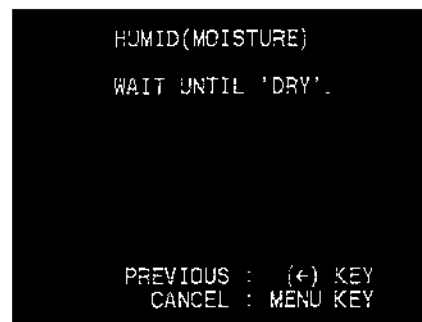 HUMID(MOISTURE)
WAIT UNTIL 'DRY'.
PREVIOUS : (←) KEY
CANCEL : MENU KEY